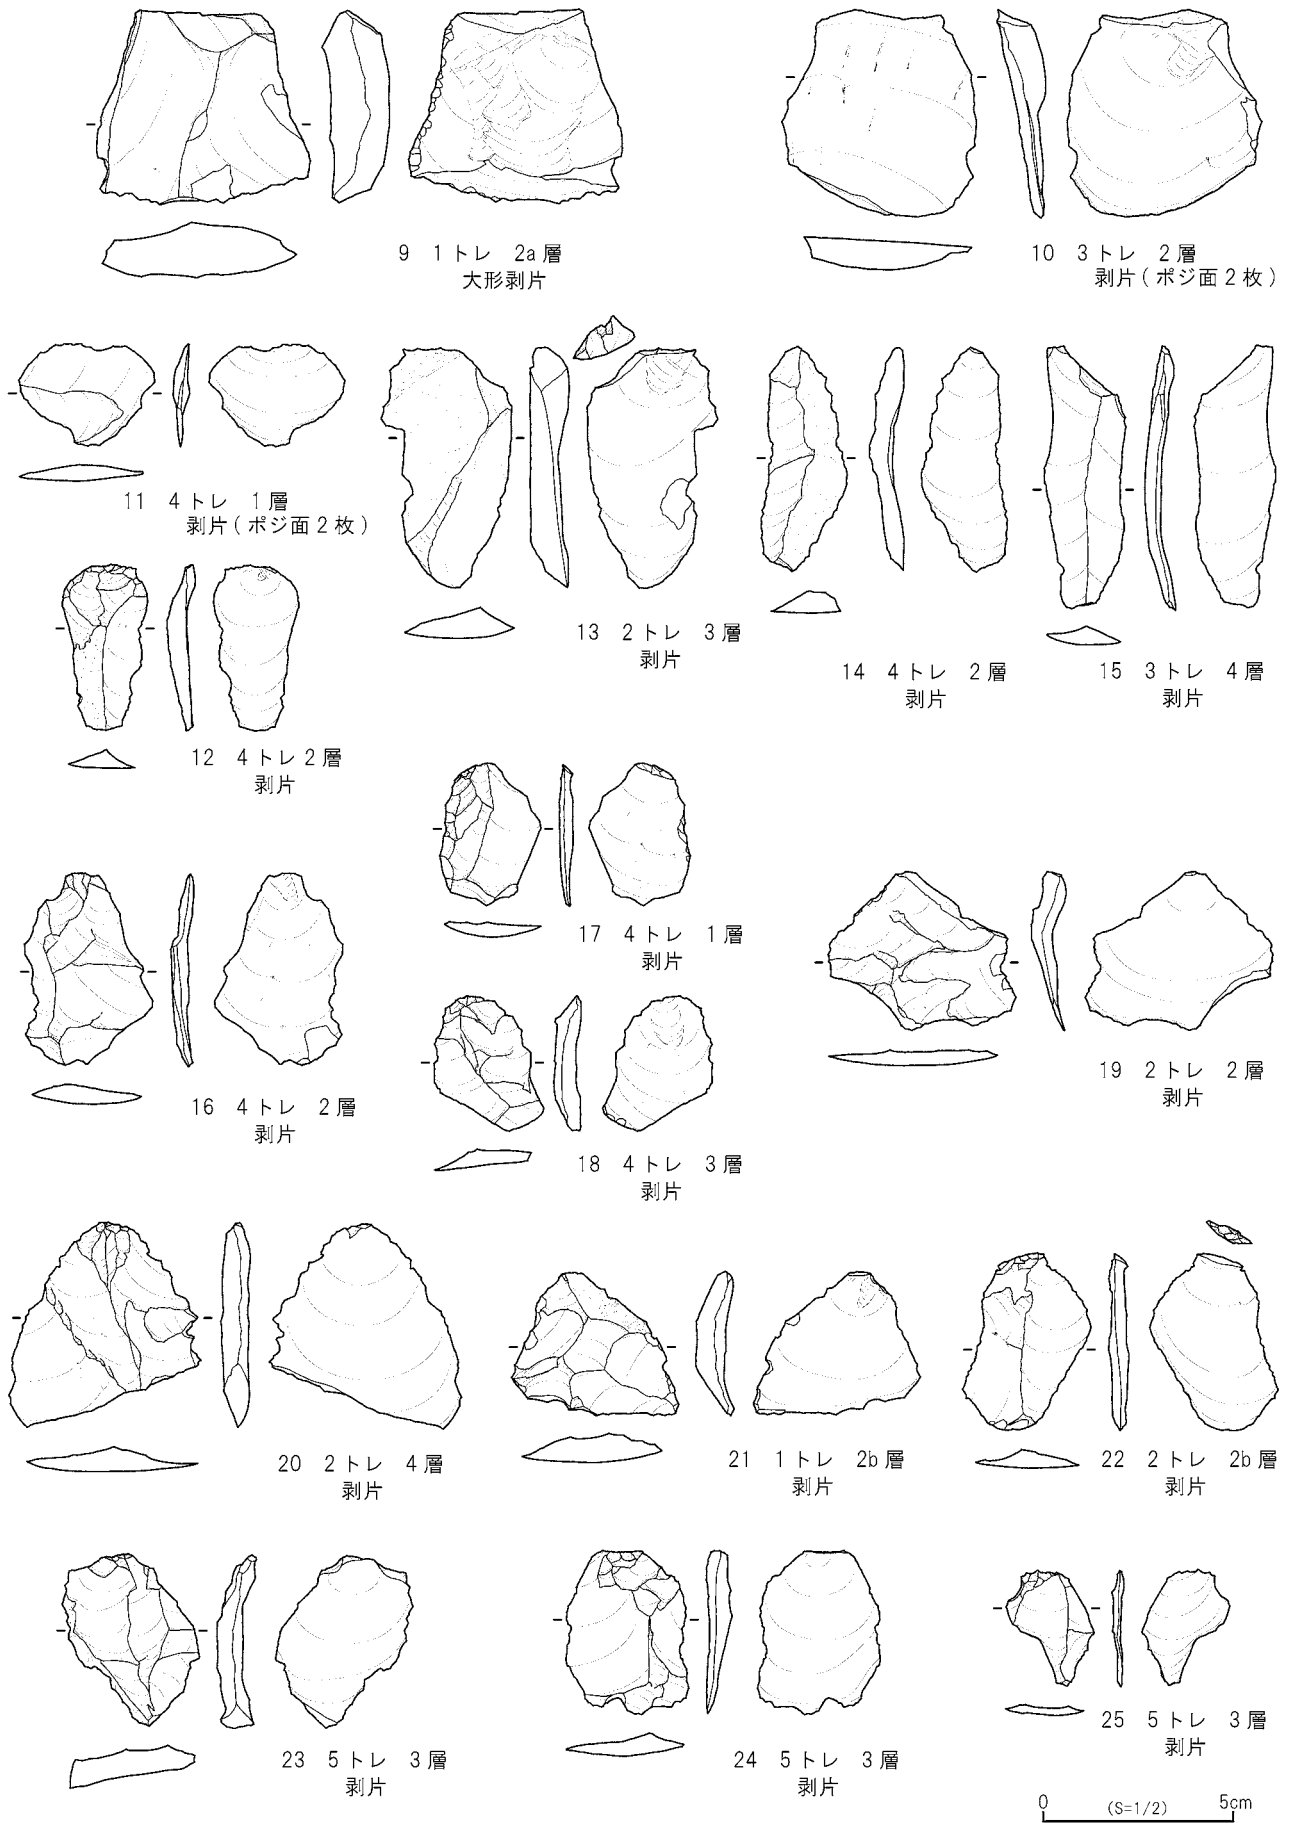 9 1トレ 2a層
大形剥片
10 3トレ 2層
剥片(ポジ面2枚)
11 4トレ 1層
剥片(ポジ面2枚)
13 2トレ 3層
剥片
14 4トレ 2層
剥片
15 3トレ 4層
剥片
12 4トレ2層
剥片
17 4トレ 1層
剥片
16 4トレ 2層
剥片
18 4トレ 3層
剥片
19 2トレ 2層
剥片
20 2トレ 4層
剥片
21 1トレ 2b層
剥片
22 2トレ 2b層
剥片
23 5トレ 3層
剥片
24 5トレ 3層
剥片
25 5トレ 3層
剥片
0 (S=1/2) 5cm